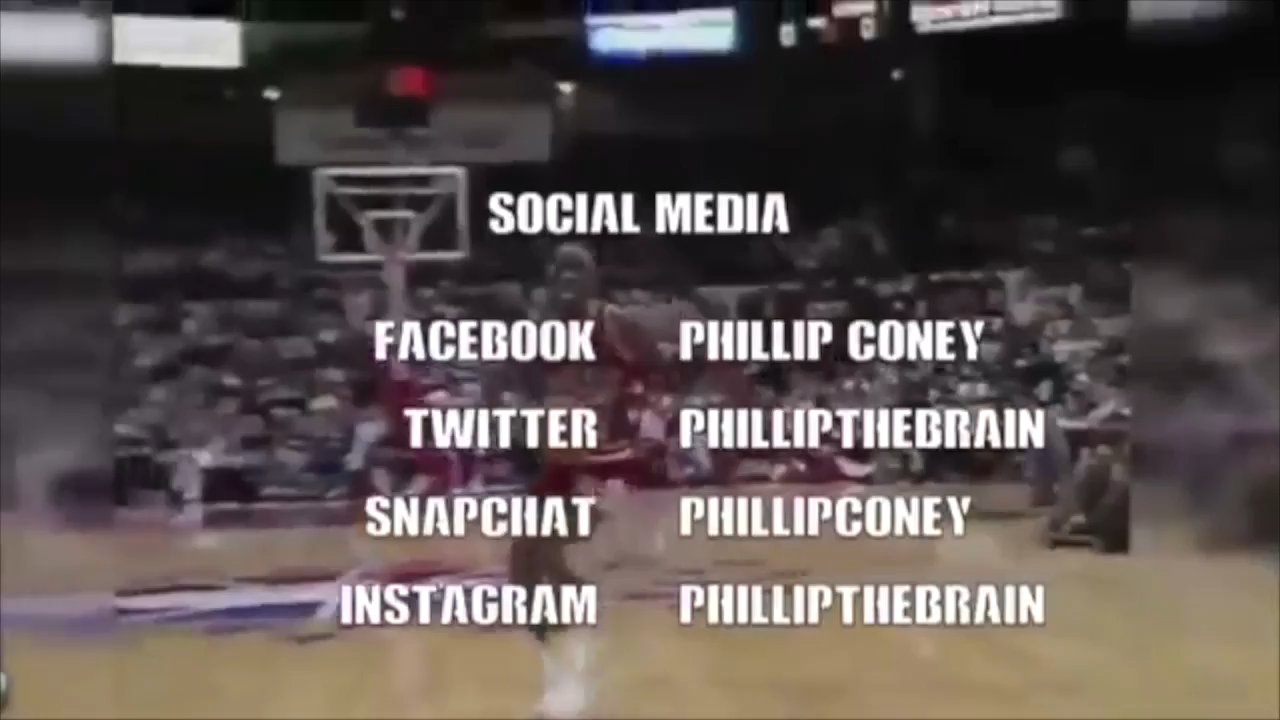 SOCIAL MEDIA
FACEBOOK PHILLIP CONEY
TWITTER PHILLIPTHEBRAIN
SNAPCHAT PHILLIPCONEY
INSTAGRAM PHILLIPTHEBRAIN